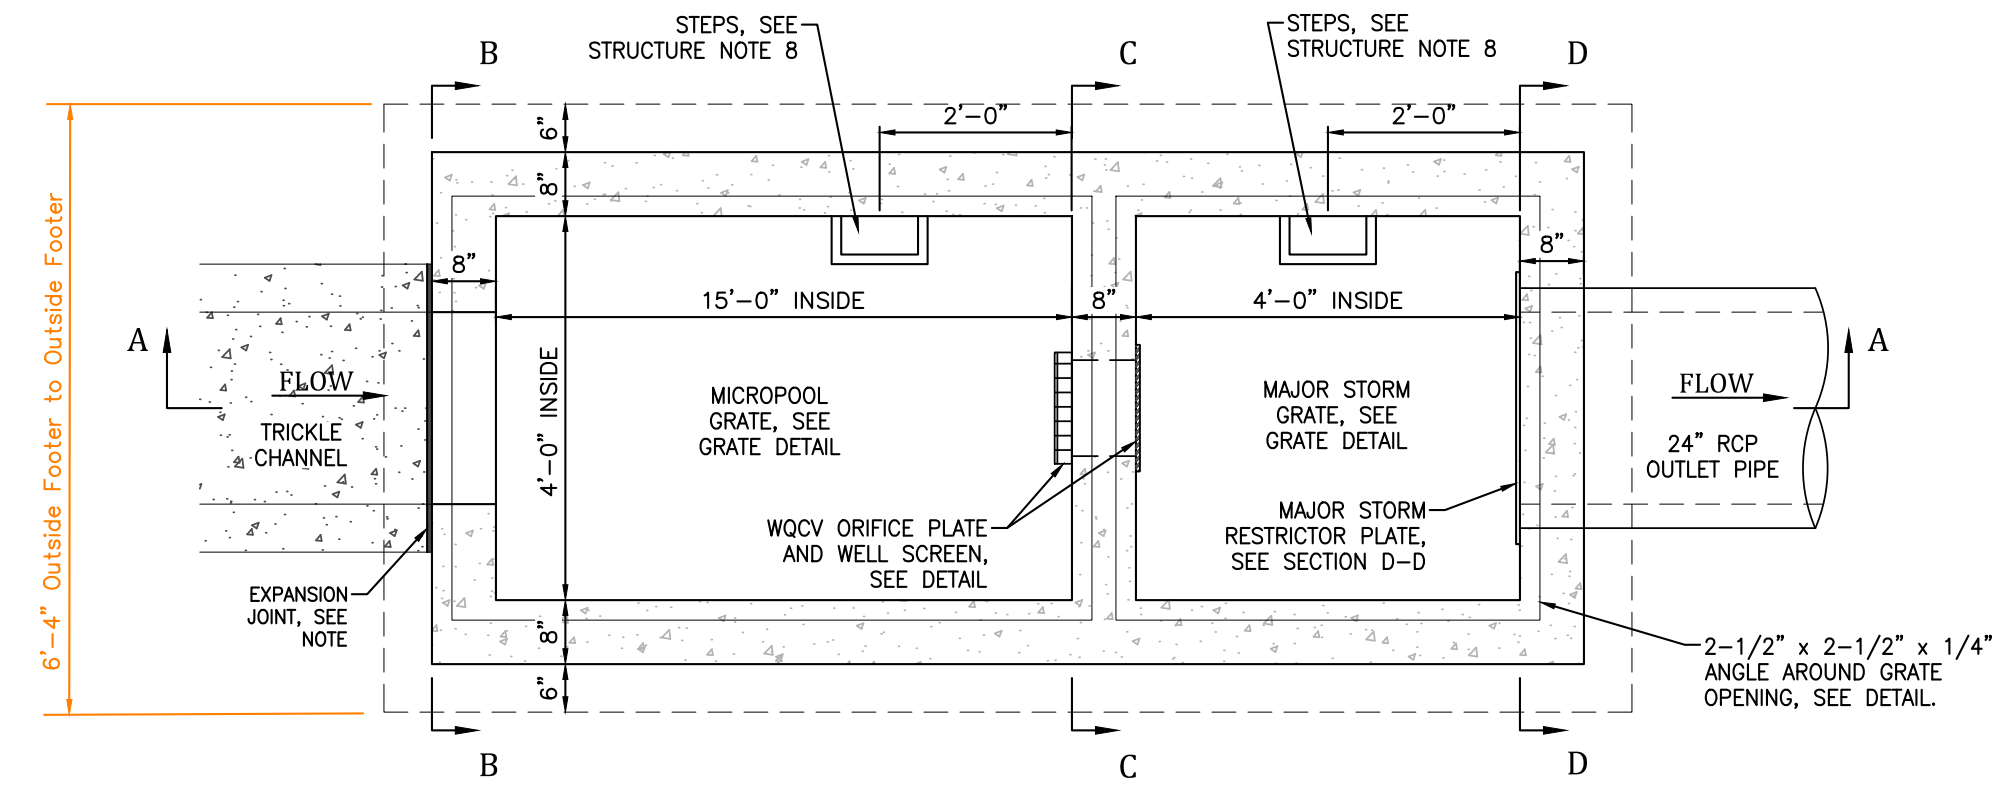 STEPS, SEE
STRUCTURE NOTE 8
STEPS, SEE
STRUCTURE NOTE 8
B
C
D
2’-0”
2’-0”
6”
8”
8”
8”
15’-0” INSIDE
8”
4’-0” INSIDE
4’-0” INSIDE
6’-4” Outside Footer to Outside Footer
A
A
FLOW
TRICKLE
CHANNEL
MICROPOOL
GRATE, SEE
GRATE DETAIL
MAJOR STORM
GRATE, SEE
GRATE DETAIL
FLOW
24” RCP
OUTLET PIPE
WQCV ORIFICE PLATE
AND WELL SCREEN,
SEE DETAIL
MAJOR STORM
RESTRICTOR PLATE,
SEE SECTION D-D
EXPANSION
JOINT, SEE
NOTE
8”
6”
2-1/2” x 2-1/2” x 1/4”
ANGLE AROUND GRATE
OPENING, SEE DETAIL.
B
C
D